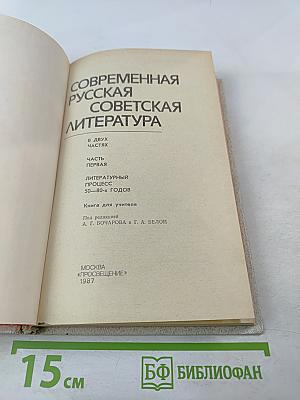 СОВРЕМЕННАЯ
РУССКАЯ
СОВЕТСКАЯ
ЛИТЕРАТУРА
В ДВУХ
ЧАСТЯХ
ЧАСТЬ
ПЕРВАЯ
ЛИТЕРАТУРНЫЙ
ПРОЦЕСС
50—80-х ГОДОВ
Книга для учителя
Под редакцией
А. Г. БОЧАРОВА и Г. А. БЕЛОЙ
МОСКВА
«ПРОСВЕЩЕНИЕ»
1987
15 см
БФ БИБЛИОФАН